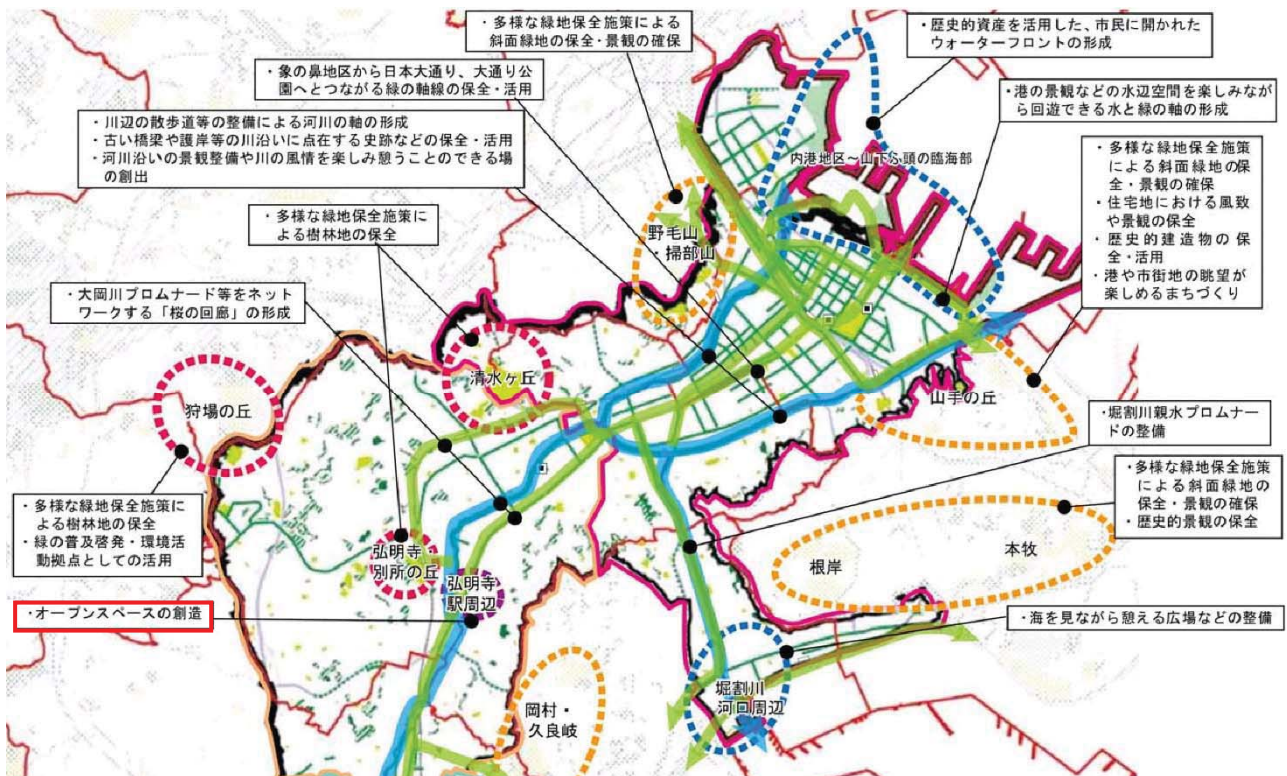 ・多様な緑地保全施策による
斜面緑地の保全・景観の確保
・歴史的資産を活用した、市民に開かれた
ウォーターフロントの形成
・象の鼻地区から日本大通り、大通り公
園へとつながる緑の軸線の保全・活用
・港の景観などの水辺空間を楽しみなが
ら回遊できる水と緑の軸の形成
・川辺の散歩道等の整備による河川の軸の形成
・古い橋梁や護岸等の川沿いに点在する史跡などの保全・活用
・河川沿いの景観整備や川の風情を楽しみ憩うことのできる場
の創出
・多様な緑地保全施策
による斜面緑地の保
全・景観の確保
・住宅地における風致
や景観の保全
・歴史的建造物の保
全・活用
・港や市街地の眺望が
楽しめるまちづくり
内港地区～山下ふ頭の臨海部
・多様な緑地保全施策に
よる樹林地の保全
野毛山
・掃部山
・大岡川プロムナード等をネット
ワークする「桜の回廊」の形成
清水ヶ丘
狩場の丘
山手の丘
・堀割川親水プロムナー
ドの整備
・多様な緑地保全施策
による斜面緑地の
保全・景観の確保
・歴史的景観の保全
・多様な緑地保全施策に
よる樹林地の保全
・緑の普及啓発・環境活
動拠点としての活用
弘明寺・
別所の丘
弘明寺
駅周辺
根岸
本牧
・オープンスペースの創造
・海を見ながら憩える広場などの整備
岡村・
久良岐
堀割川
河口周辺